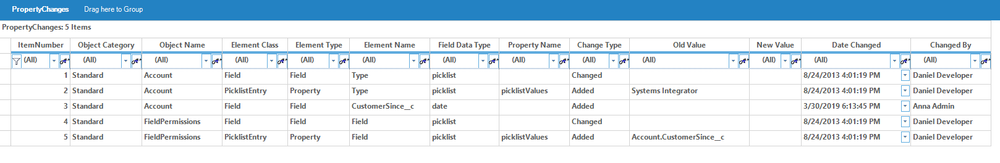 PropertyChanges Drag here to Group
PropertyChanges: 5 Items
ItemNumber Object Category Object Name Element Class Element Type Element Name Field Data Type Property Name Change Type Old Value New Value Date Changed Changed By
(All) (All) (All) (All) (All) (All) (All) (All) (All) (All) (All) (All) (All)
1 Standard Account Field Field Type picklist Changed 8/24/2013 4:01:19 PM Daniel Developer
2 Standard Account PicklistEntry Property Type picklist picklistValues Added Systems Integrator 8/24/2013 4:01:19 PM Daniel Developer
3 Standard Account Field Field CustomerSince__c date Added 3/30/2019 6:13:45 PM Anna Admin
4 Standard FieldPermissions Field Field Field picklist Changed 8/24/2013 4:01:19 PM Daniel Developer
5 Standard FieldPermissions PicklistEntry Property Field picklist picklistValues Added Account.CustomerSince__c 8/24/2013 4:01:19 PM Daniel Developer